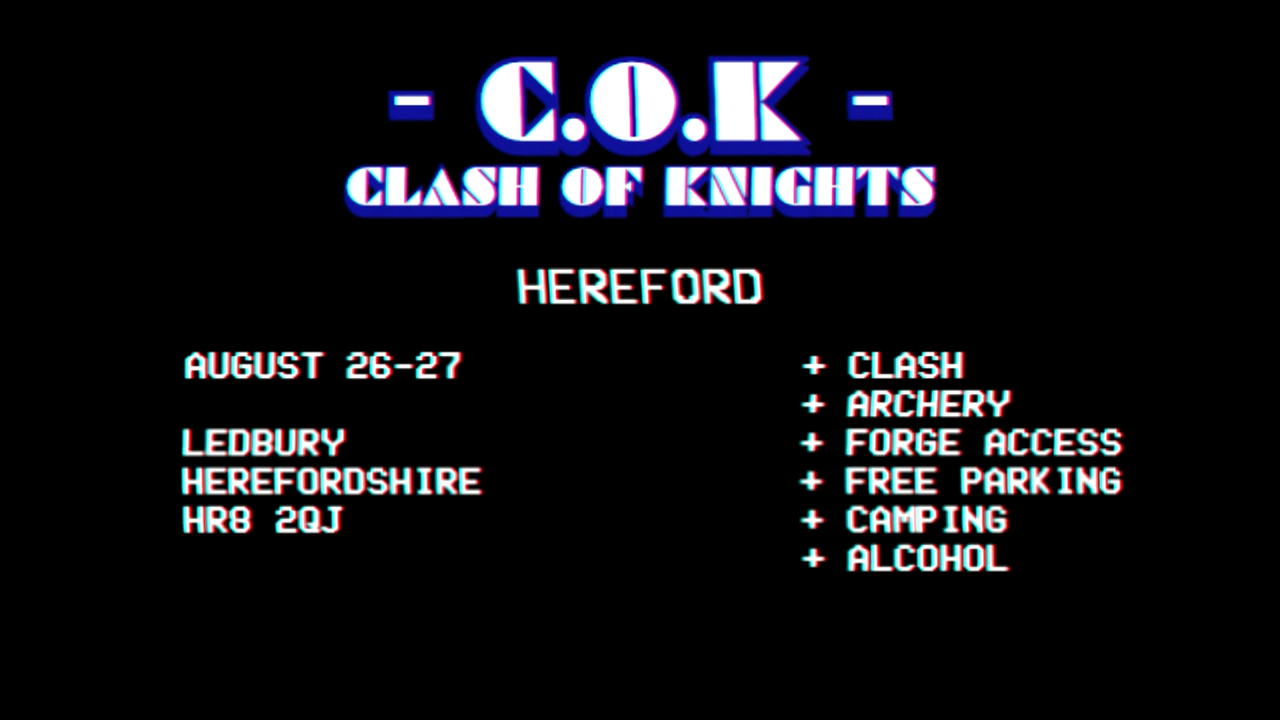 - C.O.K -
CLASH OF KNIGHTS
HEREFORD
AUGUST 26-27
LEDBURY
HEREFORDSHIRE
HR8 2QJ
+ CLASH
+ ARCHERY
+ FORGE ACCESS
+ FREE PARKING
+ CAMPING
+ ALCOHOL